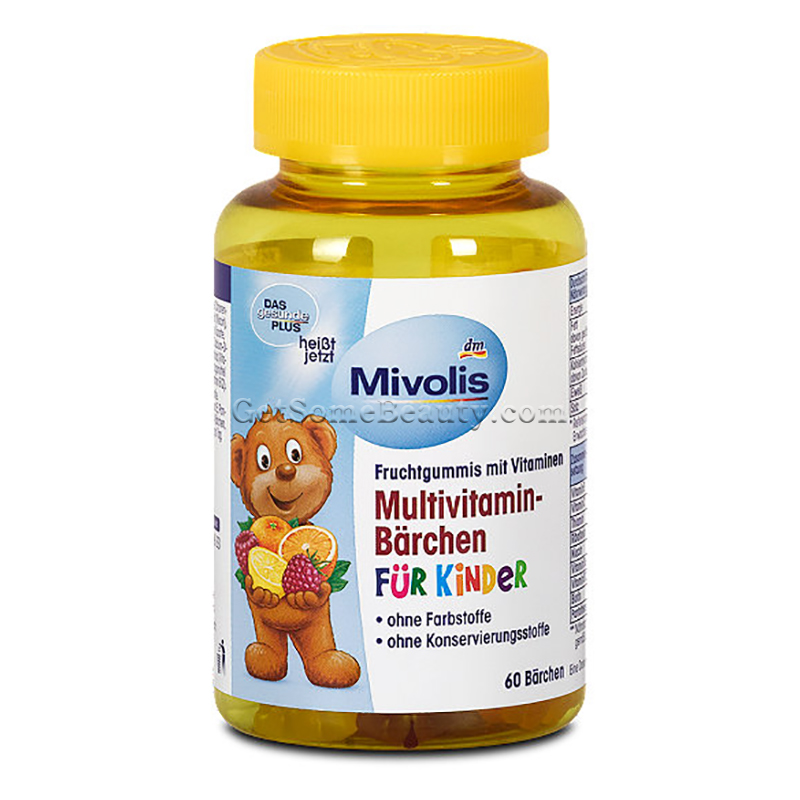 DAS
gesunde
PLUS
heißt
jetzt
dm
Mivolis
GotSomeBeauty.com
Fruchtgummis mit Vitaminen
Multivitamin-
Bärchen
FÜR KiNDeR
• ohne Farbstoffe
• ohne Konservierungsstoffe
60 Bärchen